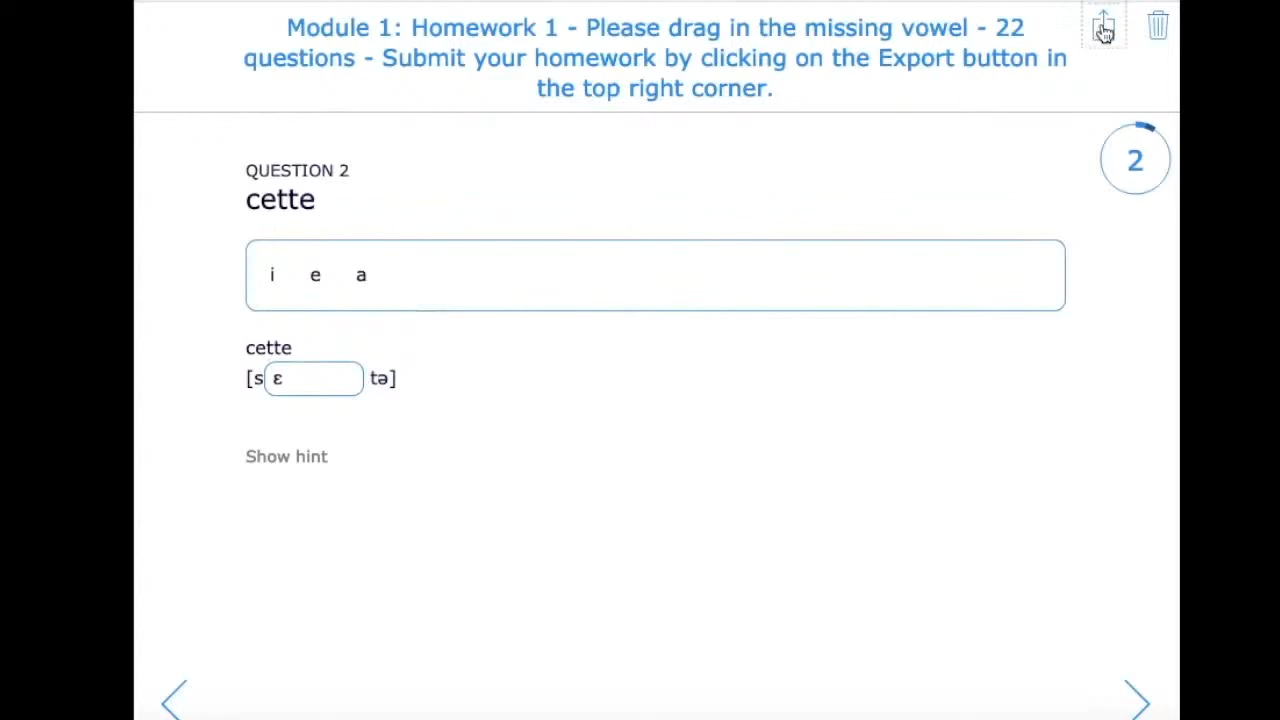 Module 1: Homework 1 - Please drag in the missing vowel - 22
questions - Submit your homework by clicking on the Export button in
the top right corner.
2
QUESTION 2
cette
i e a
cette
[s ɛ tə]
Show hint